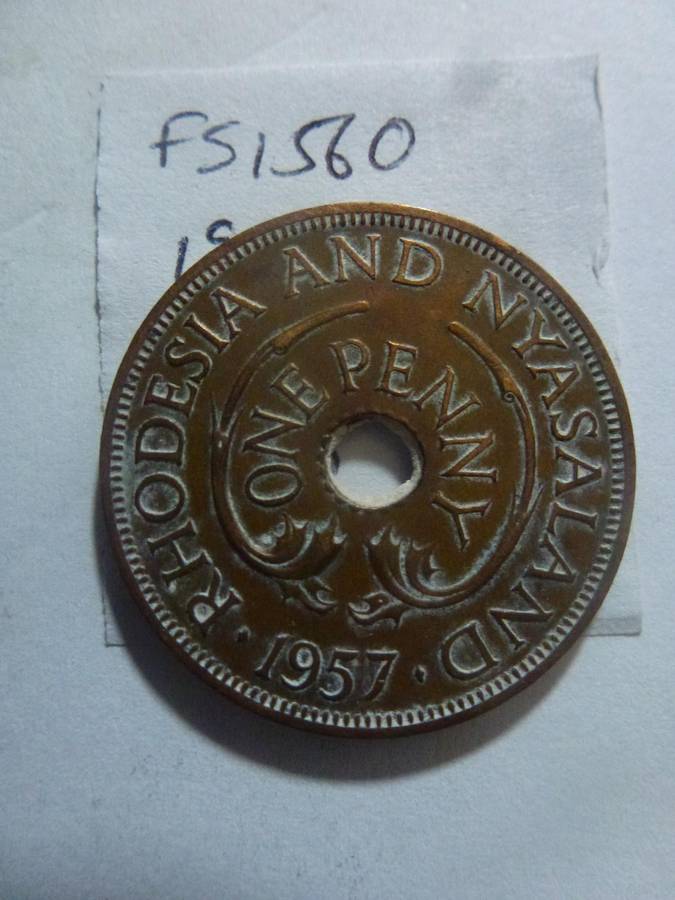 FS1560
RHODESIA AND NYASALAND
ONE PENNY
· 1957 ·